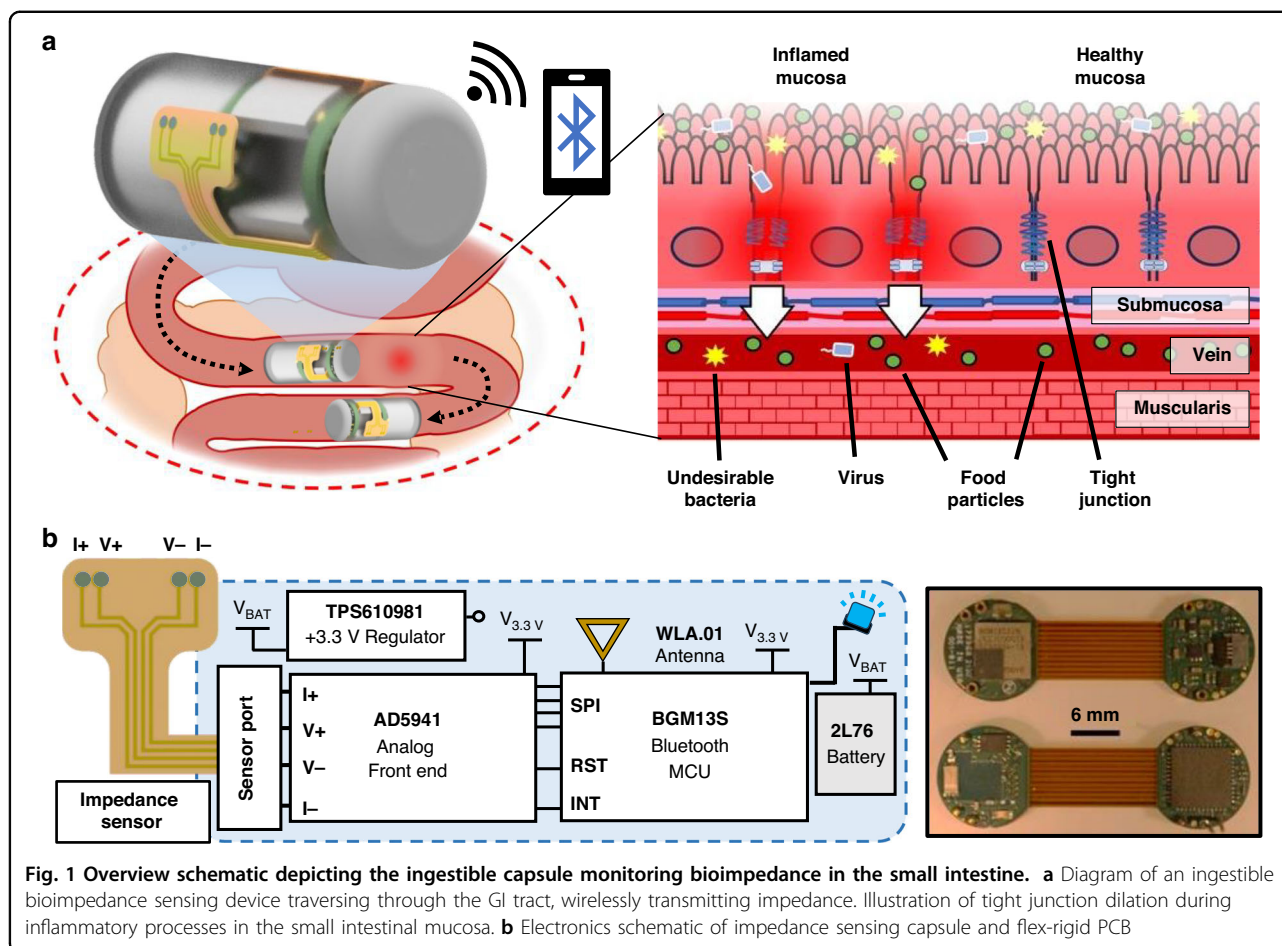 a
Inflamed
mucosa
Healthy
mucosa
Submucosa
Vein
Muscularis
Undesirable
bacteria
Virus
Food
particles
Tight
junction
b
I+ V+ V– I–
Impedance
sensor
Sensor port
V_BAT
TPS610981
+3.3 V Regulator
V_3.3 V
I+
V+
V–
I–
AD5941
Analog
Front end
WLA.01
Antenna
V_3.3 V
SPI
RST
INT
BGM13S
Bluetooth
MCU
V_BAT
2L76
Battery
6 mm
Fig. 1 Overview schematic depicting the ingestible capsule monitoring bioimpedance in the small intestine. a Diagram of an ingestible
bioimpedance sensing device traversing through the GI tract, wirelessly transmitting impedance. Illustration of tight junction dilation during
inflammatory processes in the small intestinal mucosa. b Electronics schematic of impedance sensing capsule and flex-rigid PCB